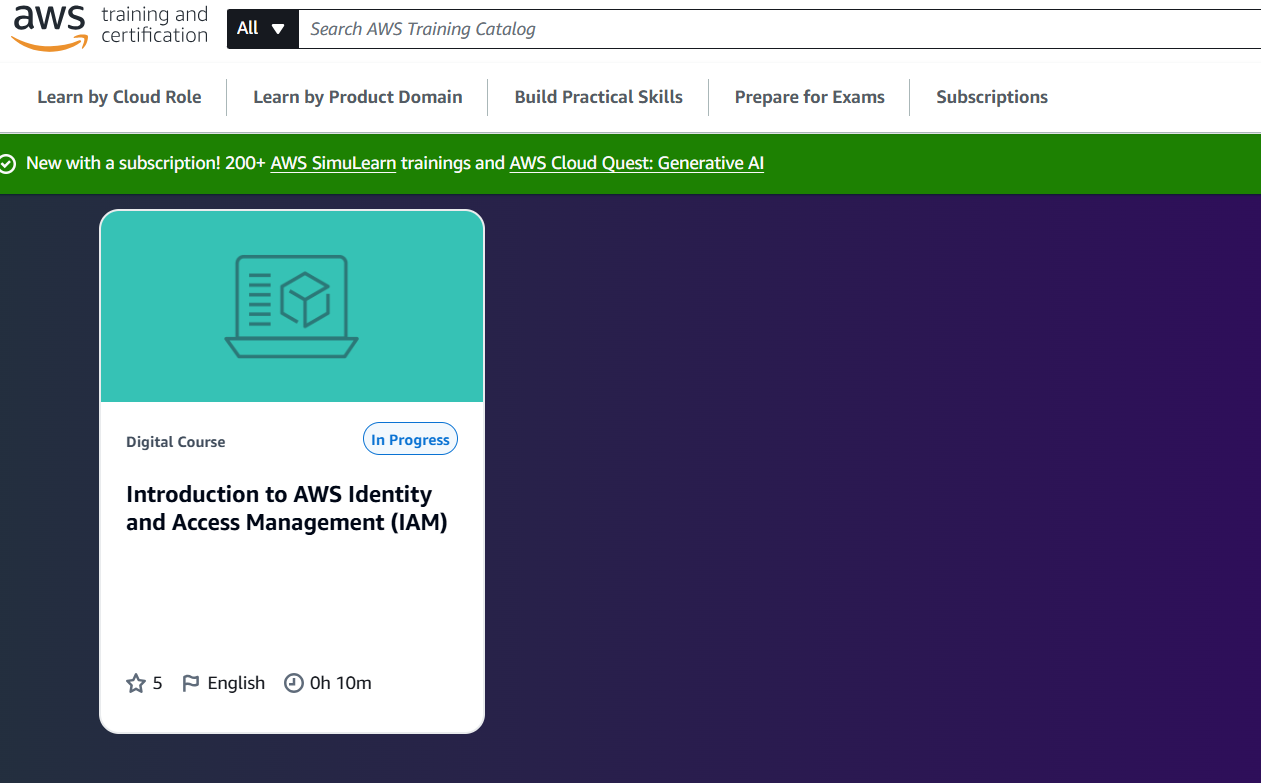 aws training and
certification
All
Search AWS Training Catalog
Learn by Cloud Role
Learn by Product Domain
Build Practical Skills
Prepare for Exams
Subscriptions
New with a subscription! 200+ AWS SimuLearn trainings and AWS Cloud Quest: Generative AI
Digital Course
In Progress
Introduction to AWS Identity
and Access Management (IAM)
5
English
0h 10m